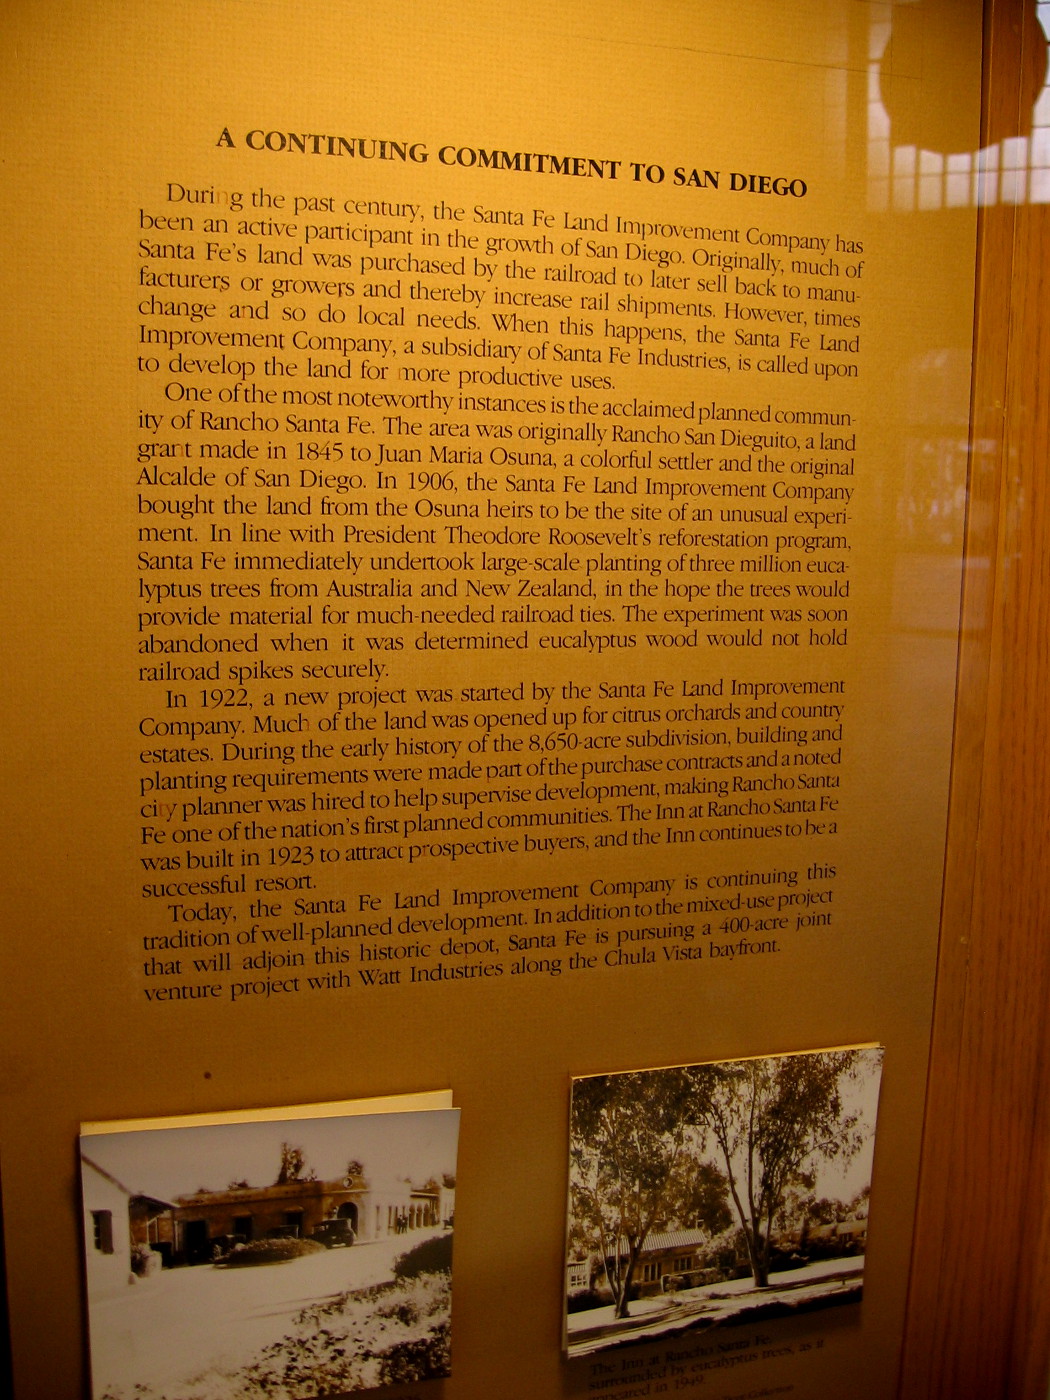 A CONTINUING COMMITMENT TO SAN DIEGO
During the past century, the Santa Fe Land Improvement Company has
been an active participant in the growth of San Diego. Originally, much of
Santa Fe's land was purchased by the railroad to later sell back to manu-
facturers or growers and thereby increase rail shipments. However, times
change and so do local needs. When this happens, the Santa Fe Land
Improvement Company, a subsidiary of Santa Fe Industries, is called upon
to develop the land for more productive uses.
One of the most noteworthy instances is the acclaimed planned commun-
ity of Rancho Santa Fe. The area was originally Rancho San Dieguito, a land
grant made in 1845 to Juan Maria Osuna, a colorful settler and the original
Alcalde of San Diego. In 1906, the Santa Fe Land Improvement Company
bought the land from the Osuna heirs to be the site of an unusual experi-
ment. In line with President Theodore Roosevelt's reforestation program,
Santa Fe immediately undertook large-scale planting of three million euca-
lyptus trees from Australia and New Zealand, in the hope the trees would
provide material for much-needed railroad ties. The experiment was soon
abandoned when it was determined eucalyptus wood would not hold
railroad spikes securely.
In 1922, a new project was started by the Santa Fe Land Improvement
Company. Much of the land was opened up for citrus orchards and country
estates. During the early history of the 8,650-acre subdivision, building and
planting requirements were made part of the purchase contracts and a noted
city planner was hired to help supervise development, making Rancho Santa
Fe one of the nation's first planned communities. The Inn at Rancho Santa Fe
was built in 1923 to attract prospective buyers, and the Inn continues to be a
successful resort.
Today, the Santa Fe Land Improvement Company is continuing this
tradition of well-planned development. In addition to the mixed-use project
that will adjoin this historic depot, Santa Fe is pursuing a 400-acre joint
venture project with Watt Industries along the Chula Vista bayfront.
The Inn at Rancho Santa Fe,
surrounded by eucalyptus trees, as it
appeared in 1949.